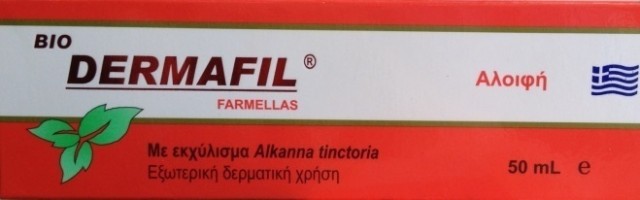 BIO
DERMAFIL®
FARMELLAS
Αλοιφή
Με εκχύλισμα Alkanna tinctoria
Εξωτερική δερματική χρήση
50 mL e